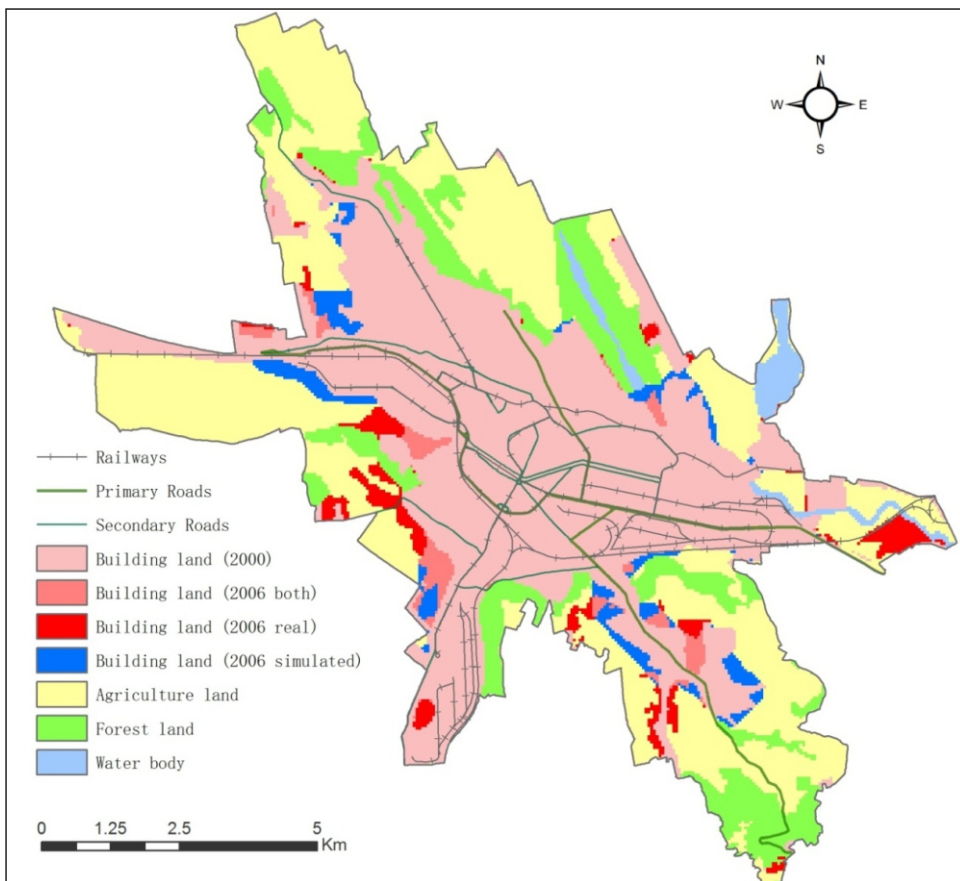 N
W E
S
Railways
Primary Roads
Secondary Roads
Building land (2000)
Building land (2006 both)
Building land (2006 real)
Building land (2006 simulated)
Agriculture land
Forest land
Water body
0 1.25 2.5 5
Km